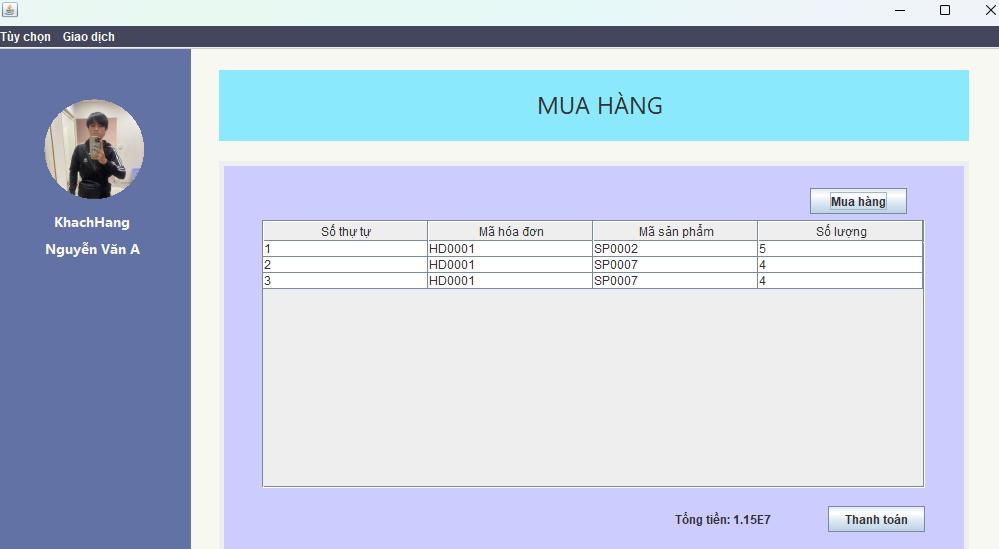 Tùy chọn Giao dịch
MUA HÀNG
KhachHang
Nguyễn Văn A
Mua hàng
Số thự tự Mã hóa đơn Mã sản phẩm Số lượng
1 HD0001 SP0002 5
2 HD0001 SP0007 4
3 HD0001 SP0007 4
Tổng tiền: 1.15E7 Thanh toán